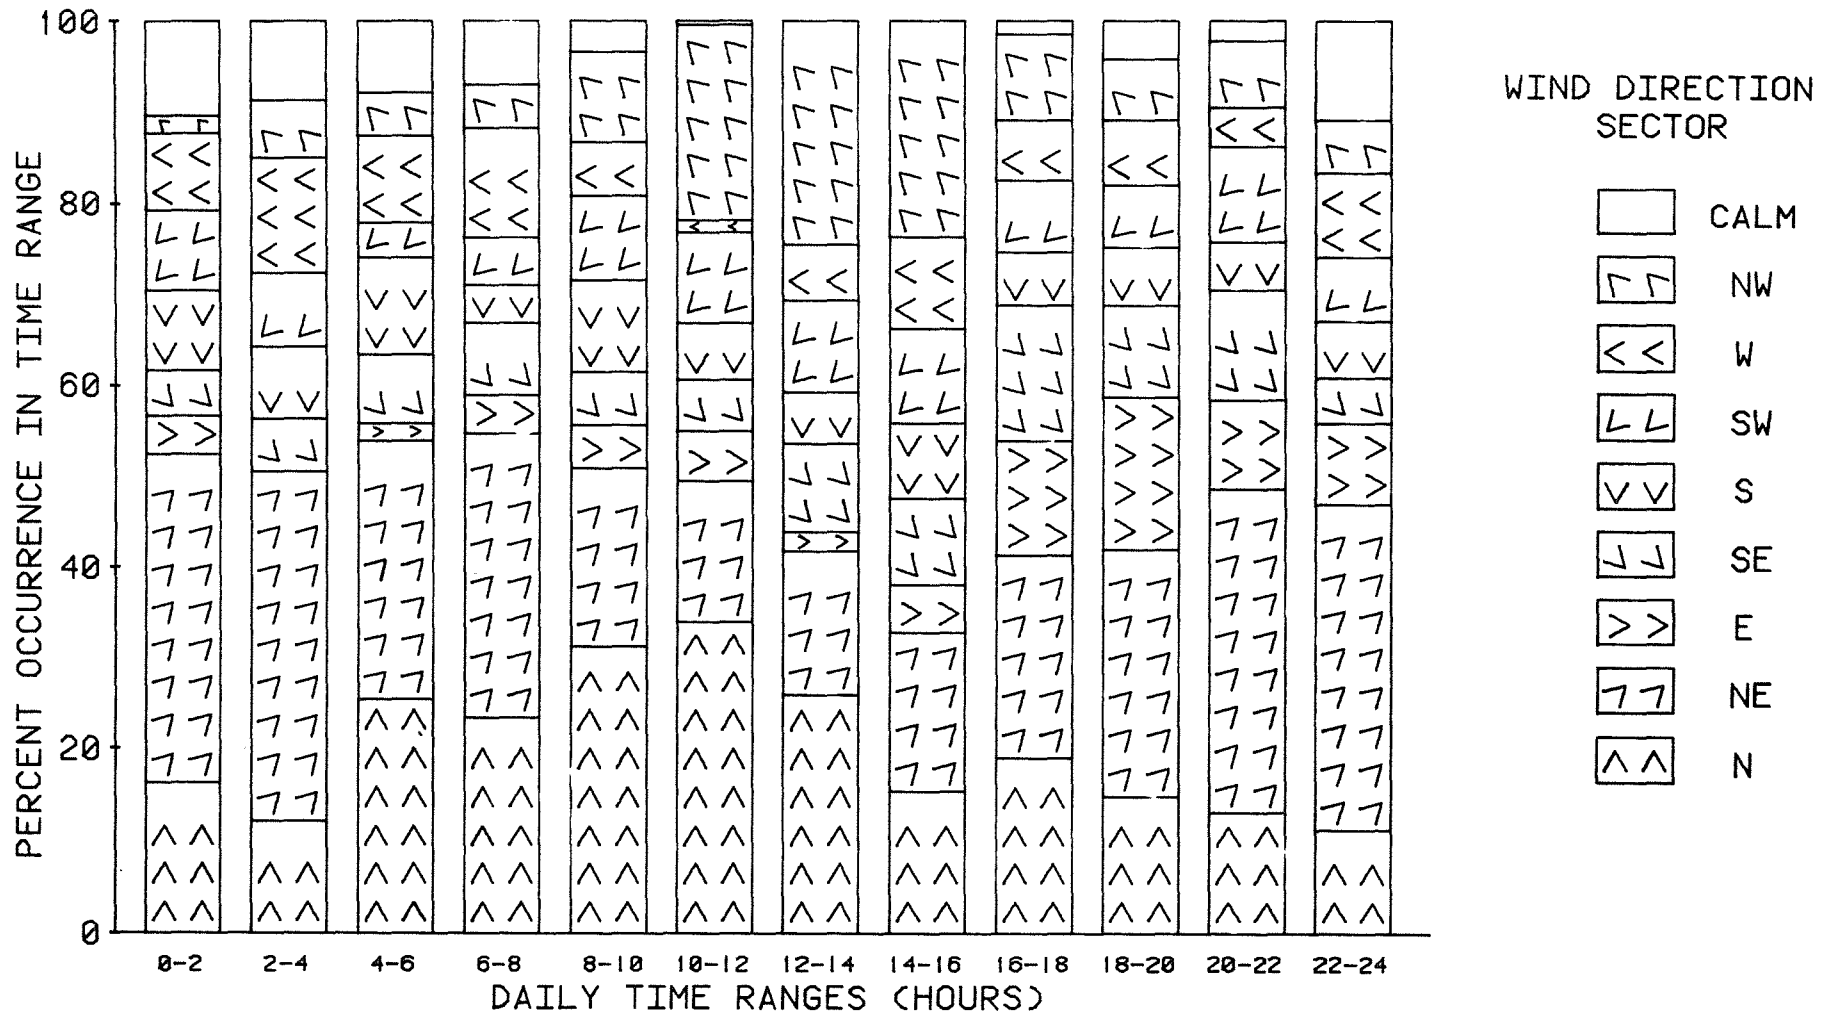 100
80
60
40
20
0
PERCENT OCCURRENCE IN TIME RANGE
0-2 2-4 4-6 6-8 8-10 10-12 12-14 14-16 16-18 18-20 20-22 22-24
DAILY TIME RANGES (HOURS)
WIND DIRECTION
SECTOR
CALM
NW
W
SW
S
SE
E
NE
N